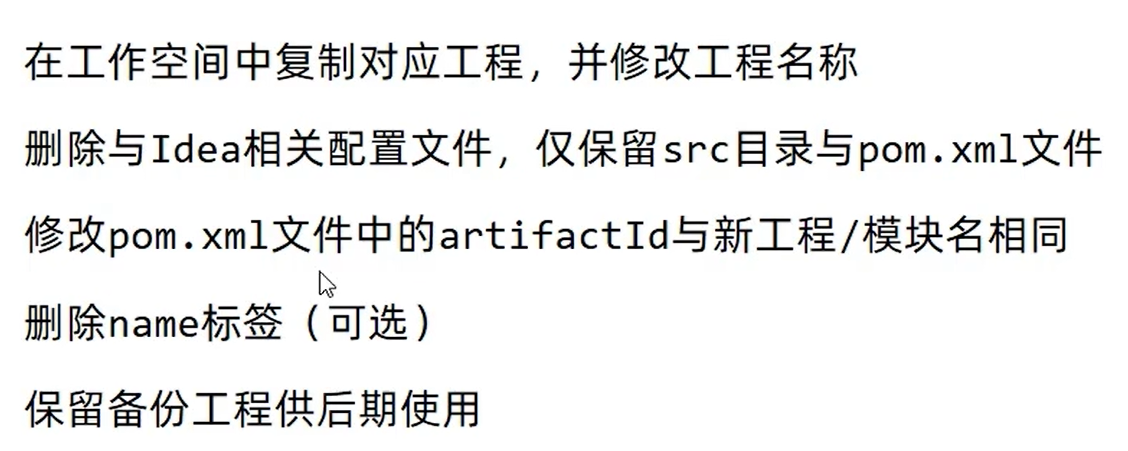 在工作空间中复制对应工程，并修改工程名称
删除与Idea相关配置文件，仅保留src目录与pom.xml文件
修改pom.xml文件中的artifactId与新工程/模块名相同
删除name标签（可选）
保留备份工程供后期使用